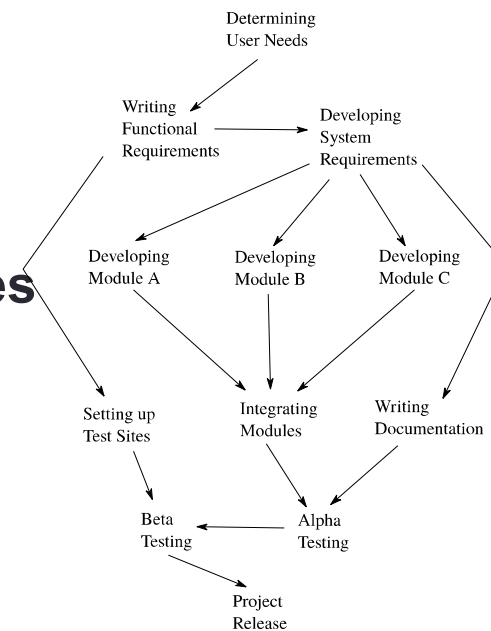 Determining
User Needs
Writing
Functional
Requirements
Developing
System
Requirements
Developing
Module A
Developing
Module B
Developing
Module C
es
Setting up
Test Sites
Integrating
Modules
Writing
Documentation
Beta
Testing
Alpha
Testing
Project
Release